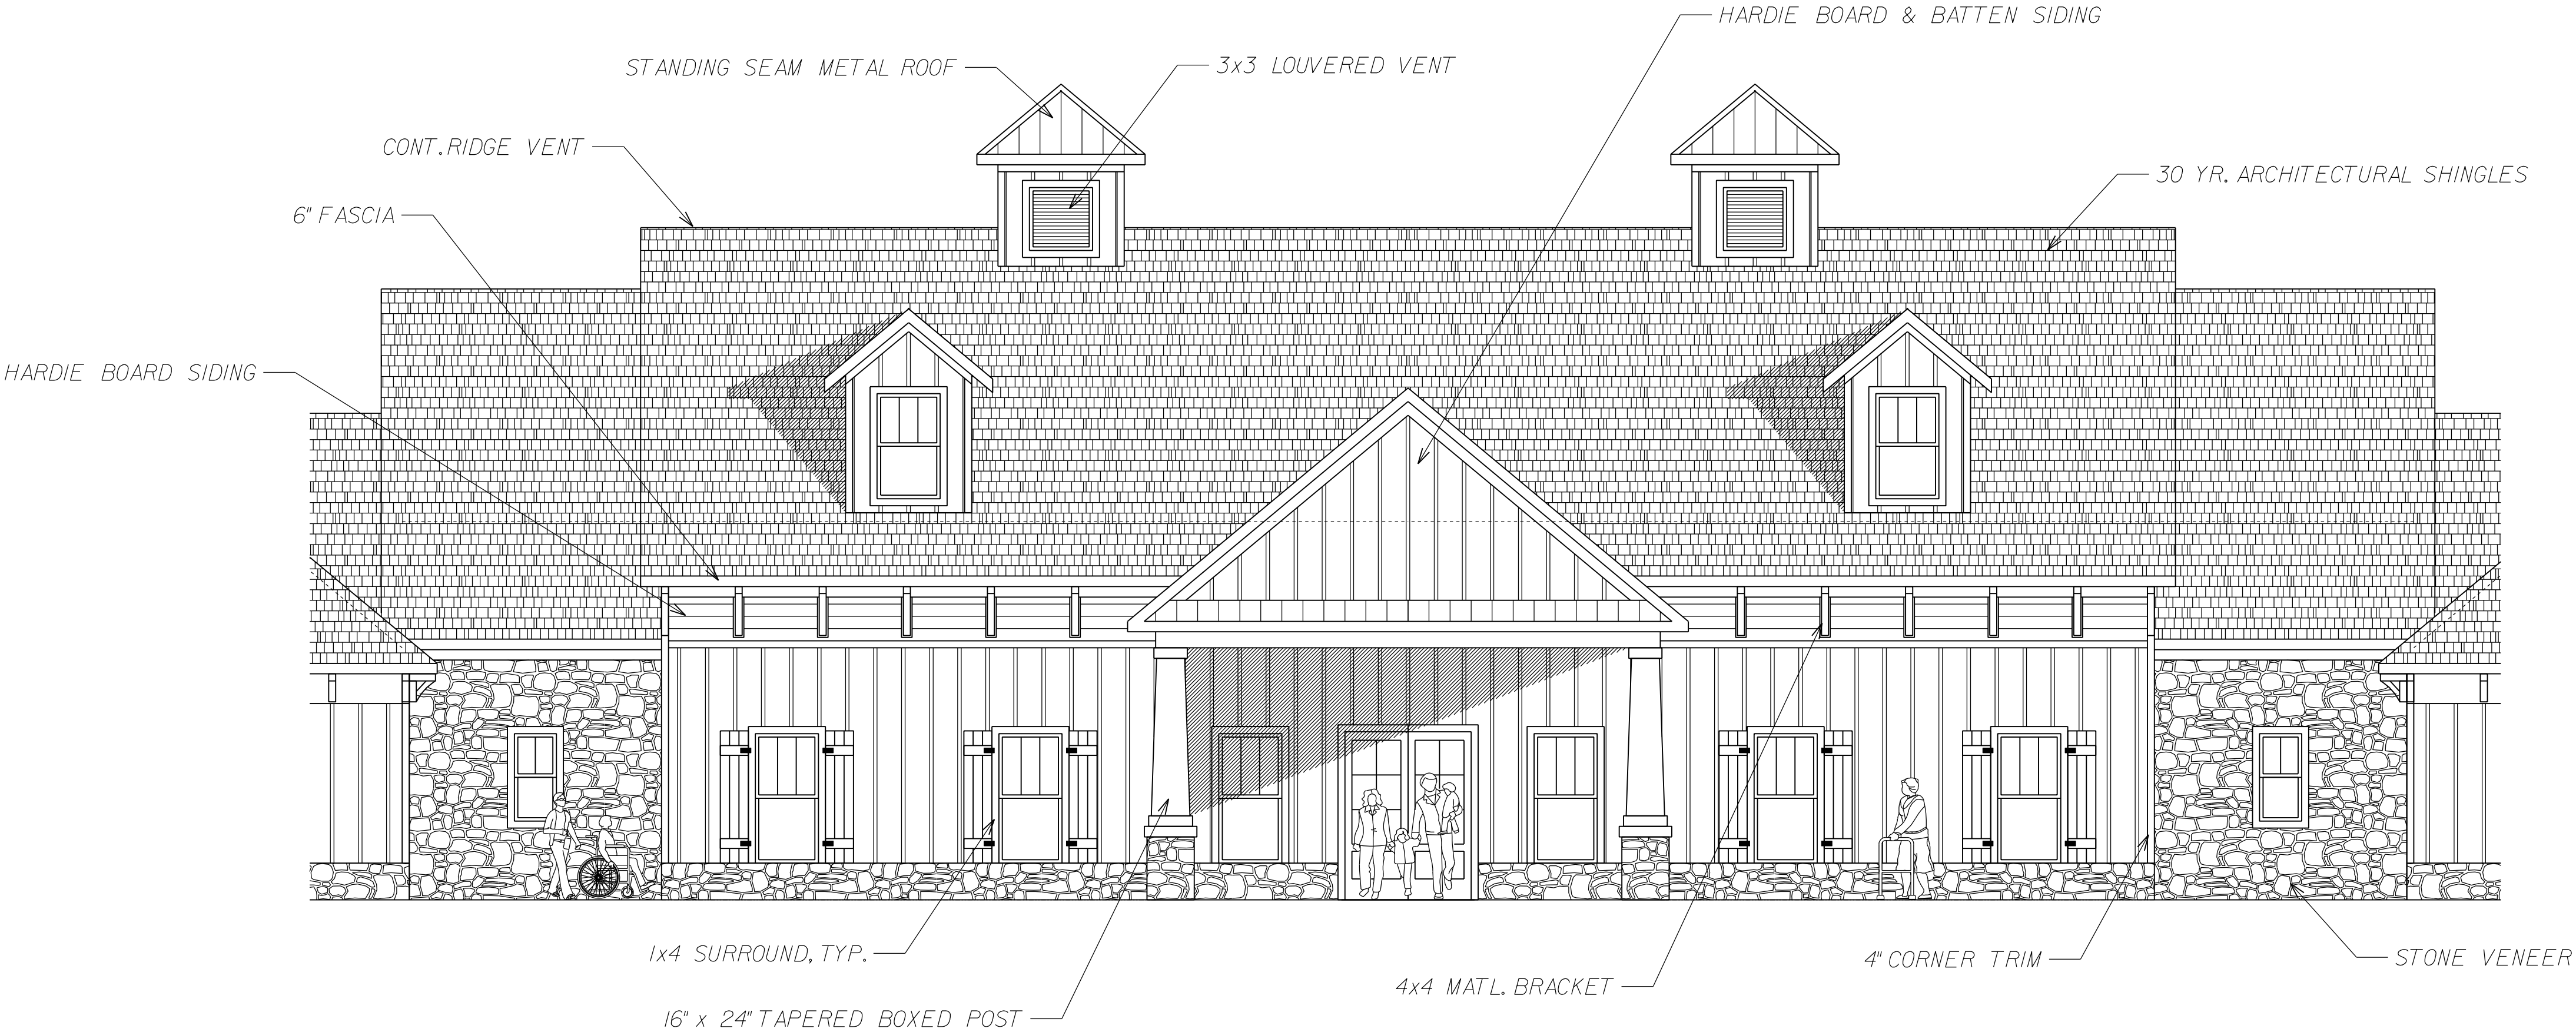 HARDIE BOARD & BATTEN SIDING
STANDING SEAM METAL ROOF
3x3 LOUVERED VENT
CONT. RIDGE VENT
30 YR. ARCHITECTURAL SHINGLES
6" FASCIA
HARDIE BOARD SIDING
1x4 SURROUND, TYP.
4" CORNER TRIM
STONE VENEER
4x4 MATL. BRACKET
16" x 24" TAPERED BOXED POST